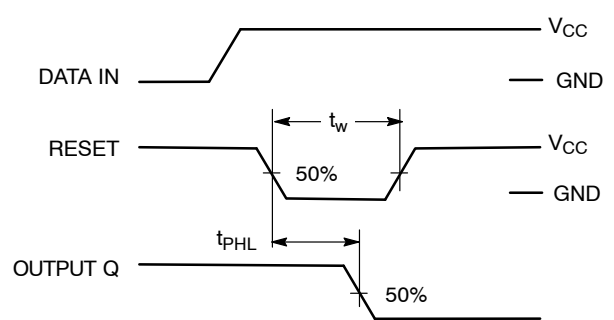 V_CC
DATA IN
GND
t_w
RESET
V_CC
50%
GND
t_PHL
OUTPUT Q
50%